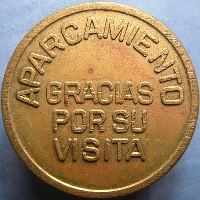 APARCAMIENTO
GRACIAS
POR SU
VISITA